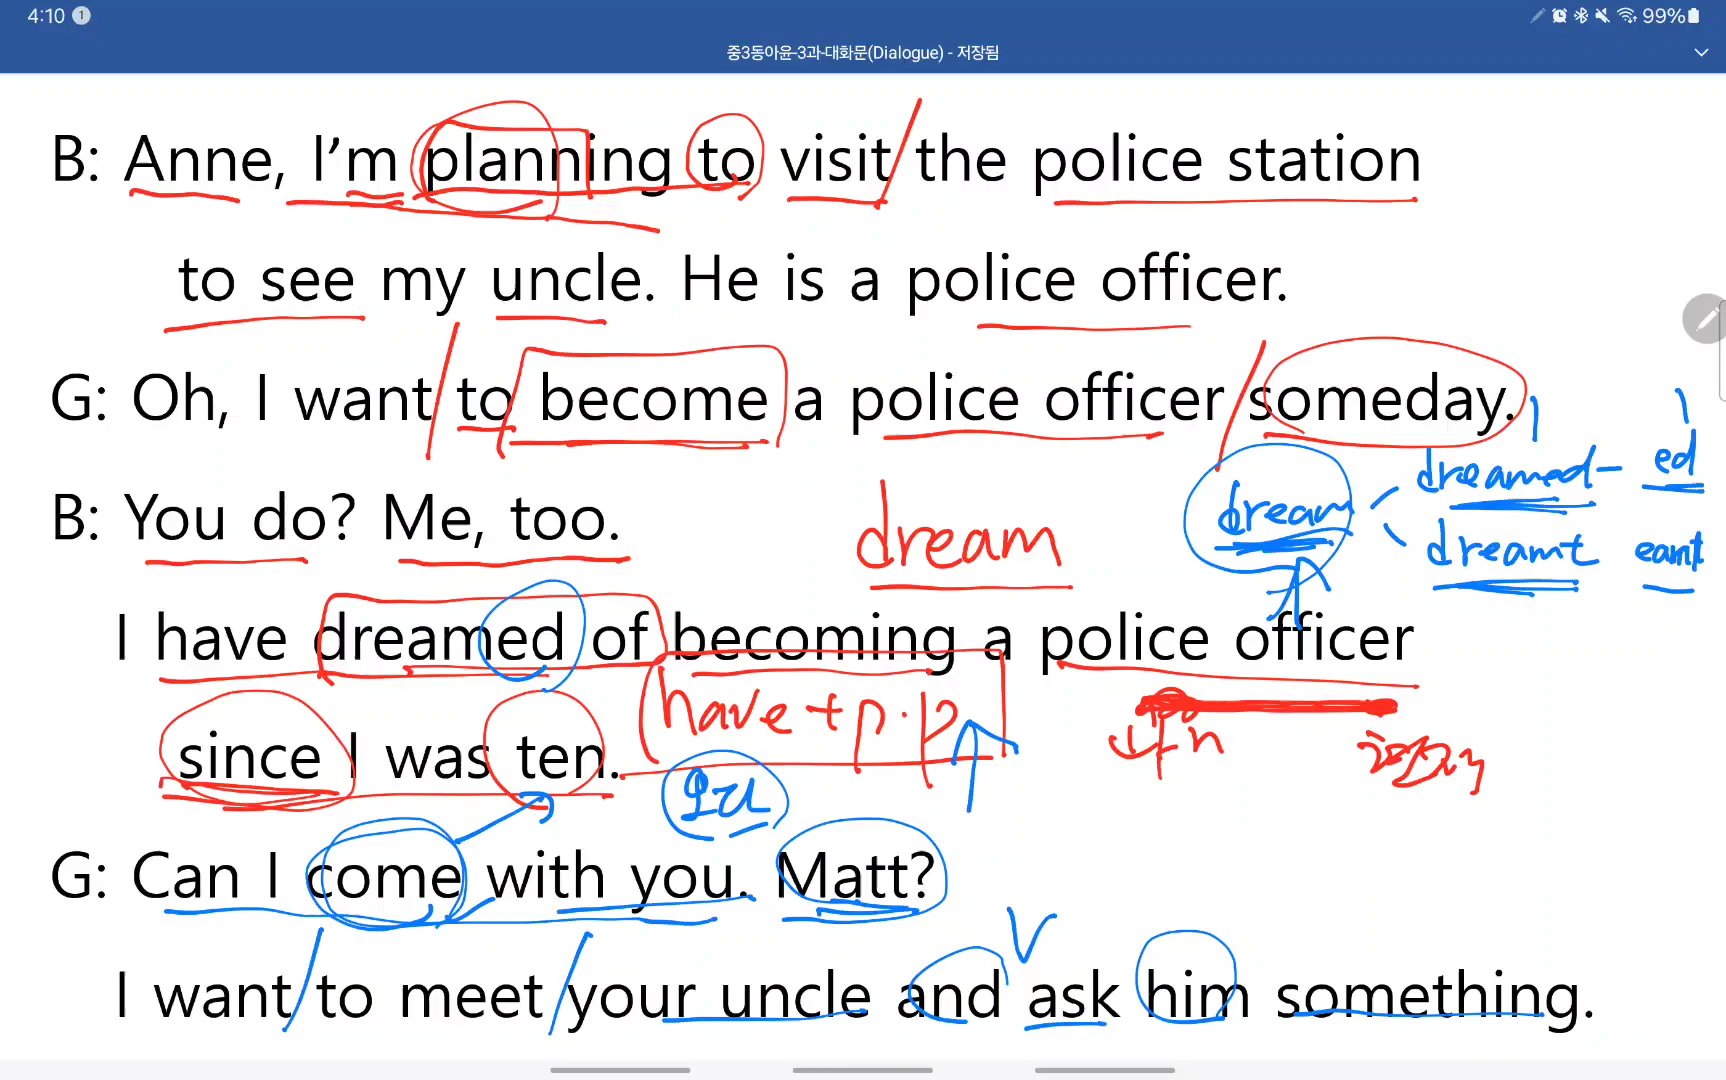 4:10 1 99%
중3동아윤-3과-대화문(Dialogue) - 저장됨
B: Anne, I'm planning to visit the police station
to see my uncle. He is a police officer.
G: Oh, I want to become a police officer someday.
dreamed - ed
B: You do? Me, too.
dream
dream
dreamt
I have dreamed of becoming a police officer
have + p.p
since I was ten.
G: Can I come with you. Matt?
I want to meet your uncle and ask him something.